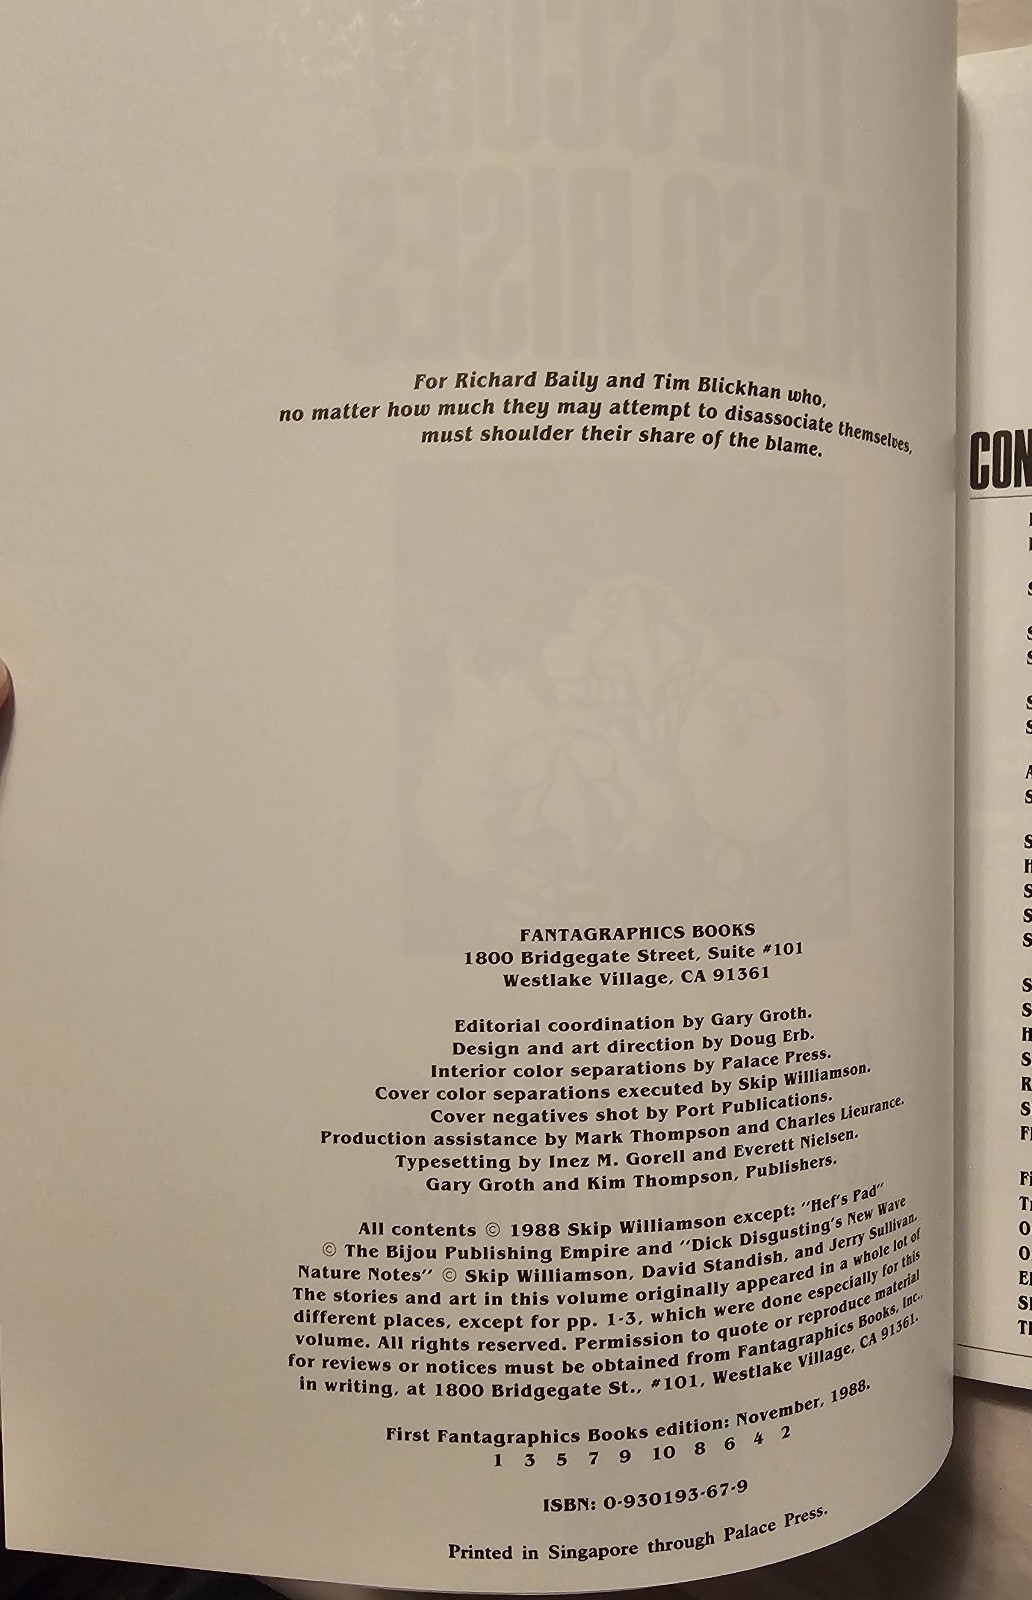 For Richard Baily and Tim Blickhan who,
no matter how much they may attempt to disassociate themselves,
must shoulder their share of the blame.
FANTAGRAPHICS BOOKS
1800 Bridgegate Street, Suite #101
Westlake Village, CA 91361
Editorial coordination by Gary Groth.
Design and art direction by Doug Erb.
Interior color separations by Palace Press.
Cover color separations executed by Skip Williamson.
Cover negatives shot by Port Publications.
Production assistance by Mark Thompson and Charles Lieurance.
Typesetting by Inez M. Gorell and Everett Nielsen.
Gary Groth and Kim Thompson, Publishers.
All contents © 1988 Skip Williamson except: "Hef's Pad"
© The Bijou Publishing Empire and "Dick Disgusting's New Wave
Nature Notes" © Skip Williamson, David Standish, and Jerry Sullivan.
The stories and art in this volume originally appeared in a whole lot of
different places, except for pp. 1-3, which were done especially for this
volume. All rights reserved. Permission to quote or reproduce material
for reviews or notices must be obtained from Fantagraphics Books, Inc.,
in writing, at 1800 Bridgegate St., #101, Westlake Village, CA 91361.
First Fantagraphics Books edition: November, 1988.
1 3 5 7 9 10 8 6 4 2
ISBN: 0-930193-67-9
Printed in Singapore through Palace Press.
CON